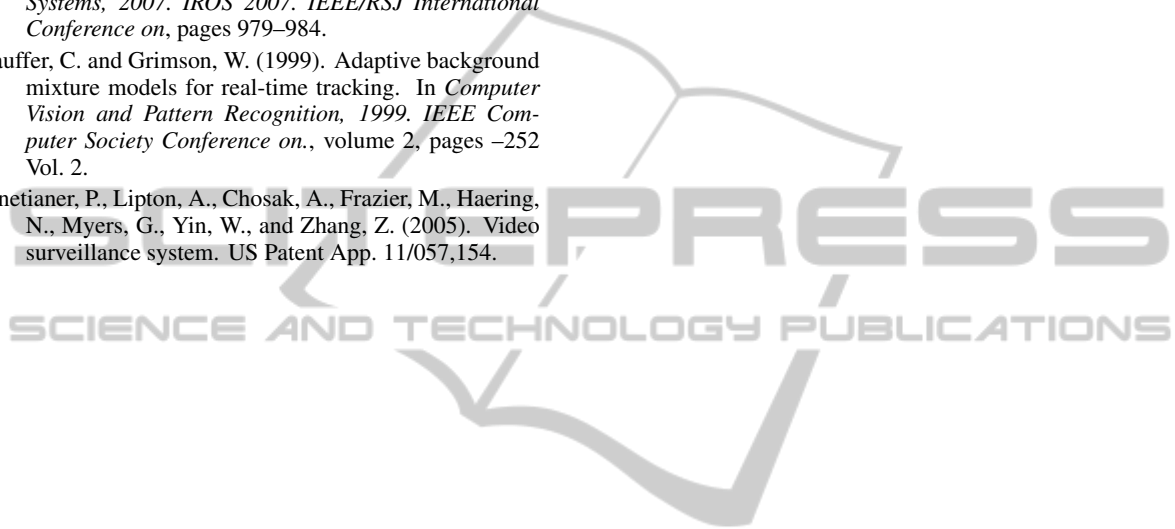 Systems, 2007. IROS 2007. IEEE/RSJ International
Conference on, pages 979–984.
auffer, C. and Grimson, W. (1999). Adaptive background
mixture models for real-time tracking. In Computer
Vision and Pattern Recognition, 1999. IEEE Com-
puter Society Conference on., volume 2, pages –252
Vol. 2.
netianer, P., Lipton, A., Chosak, A., Frazier, M., Haering,
N., Myers, G., Yin, W., and Zhang, Z. (2005). Video
surveillance system. US Patent App. 11/057,154.
SCITEPRESS
SCIENCE AND TECHNOLOGY PUBLICATIONS